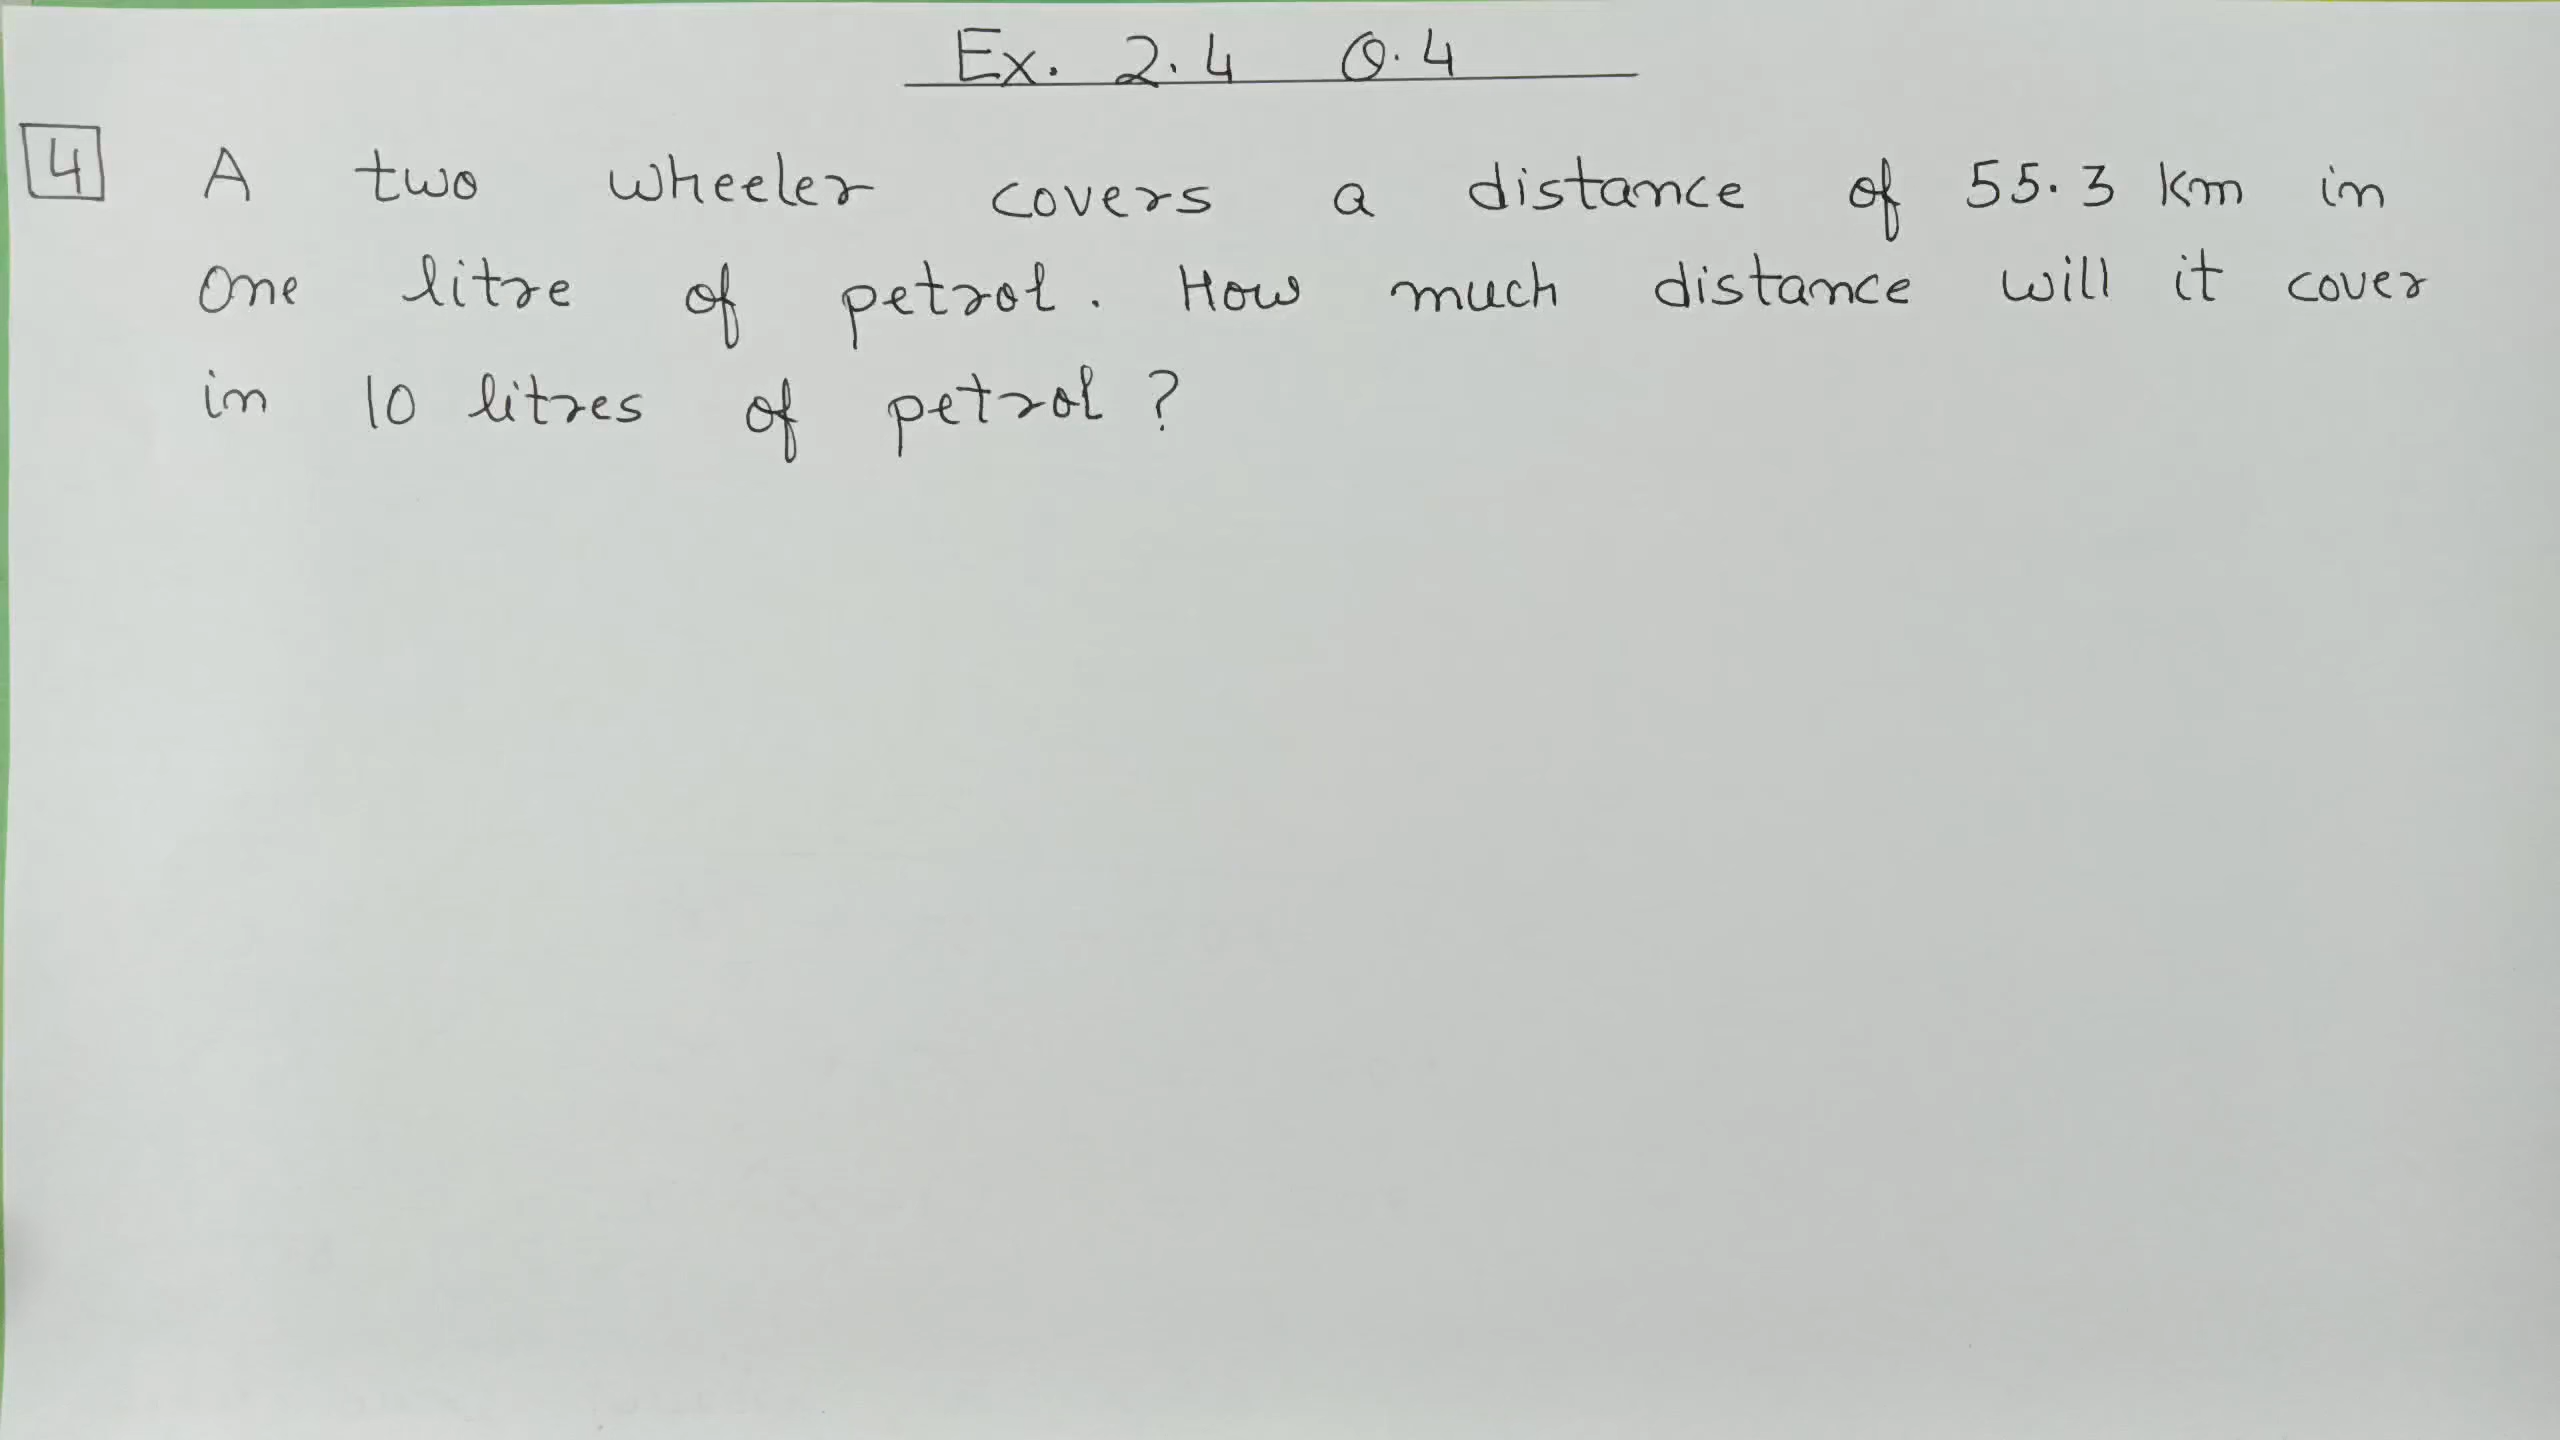 Ex. 2.4 Q.4
4 A two wheeler covers a distance of 55.3 km in
one litre of petrol. How much distance will it cover
in 10 litres of petrol?